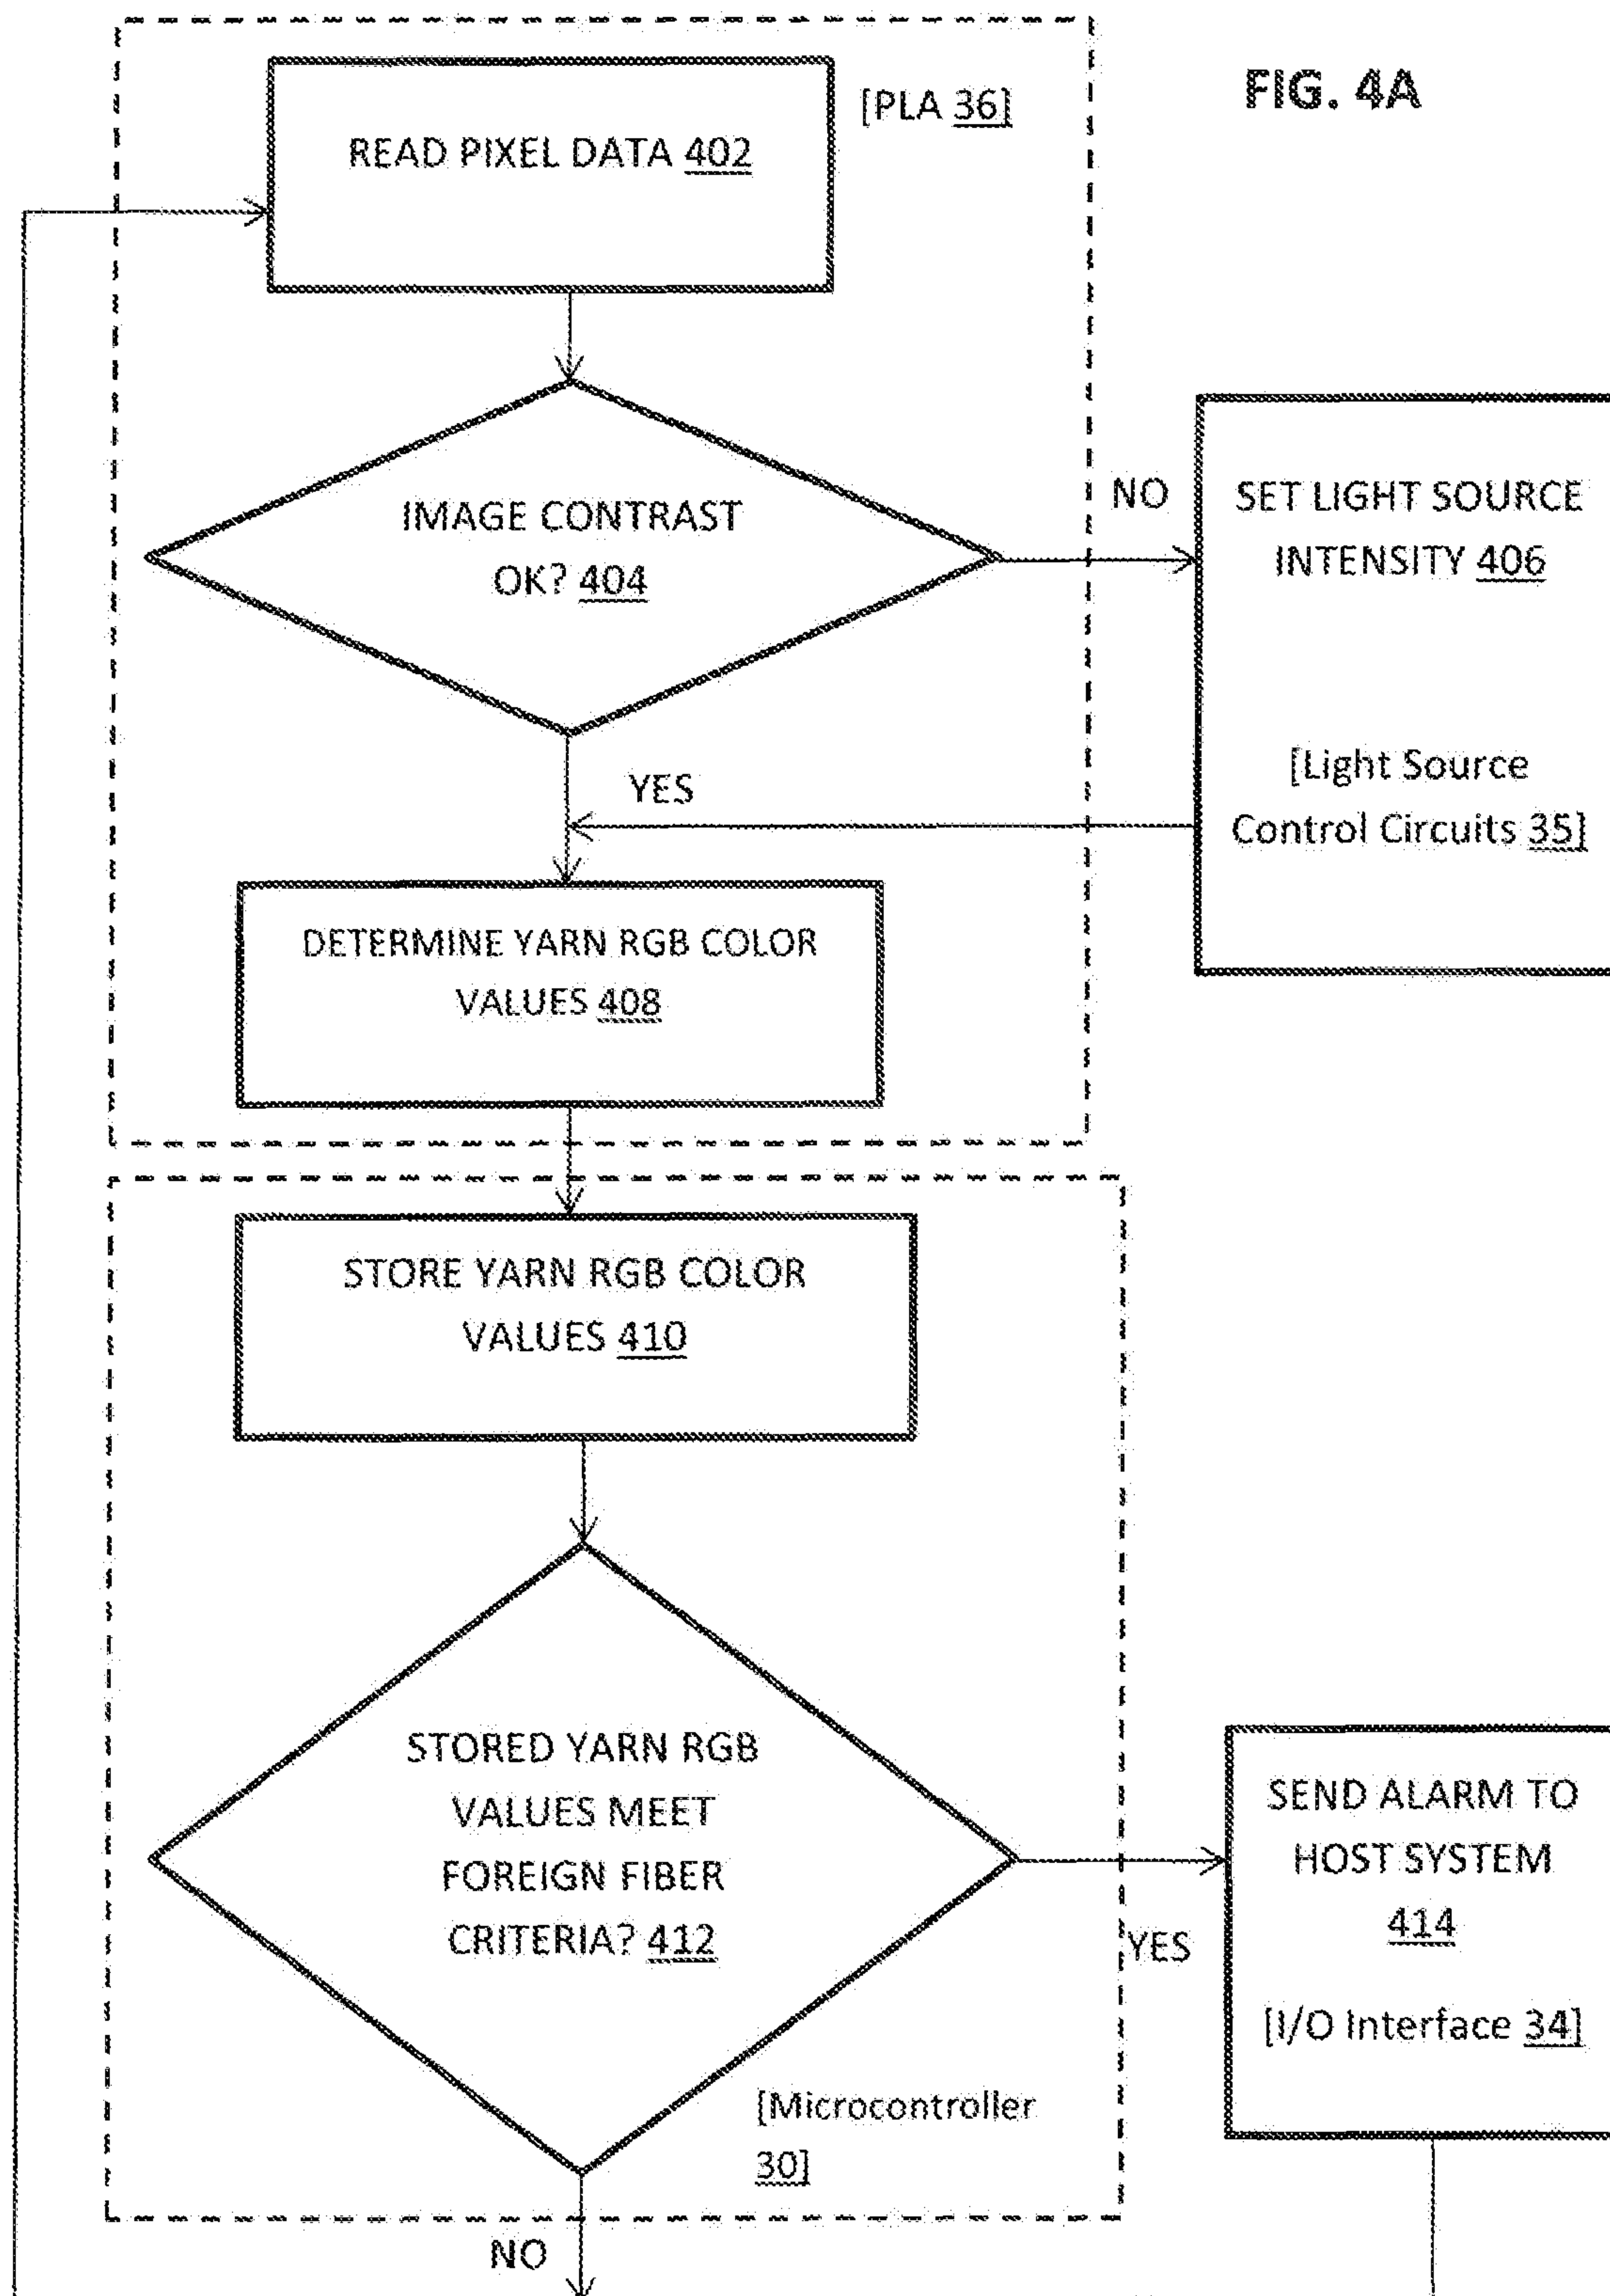 FIG. 4A
[PLA 36]
READ PIXEL DATA 402
IMAGE CONTRAST
OK? 404
NO
SET LIGHT SOURCE
INTENSITY 406
[Light Source
Control Circuits 35]
YES
DETERMINE YARN RGB COLOR
VALUES 408
STORE YARN RGB COLOR
VALUES 410
STORED YARN RGB
VALUES MEET
FOREIGN FIBER
CRITERIA? 412
YES
SEND ALARM TO
HOST SYSTEM
414
[I/O Interface 34]
[Microcontroller
30]
NO